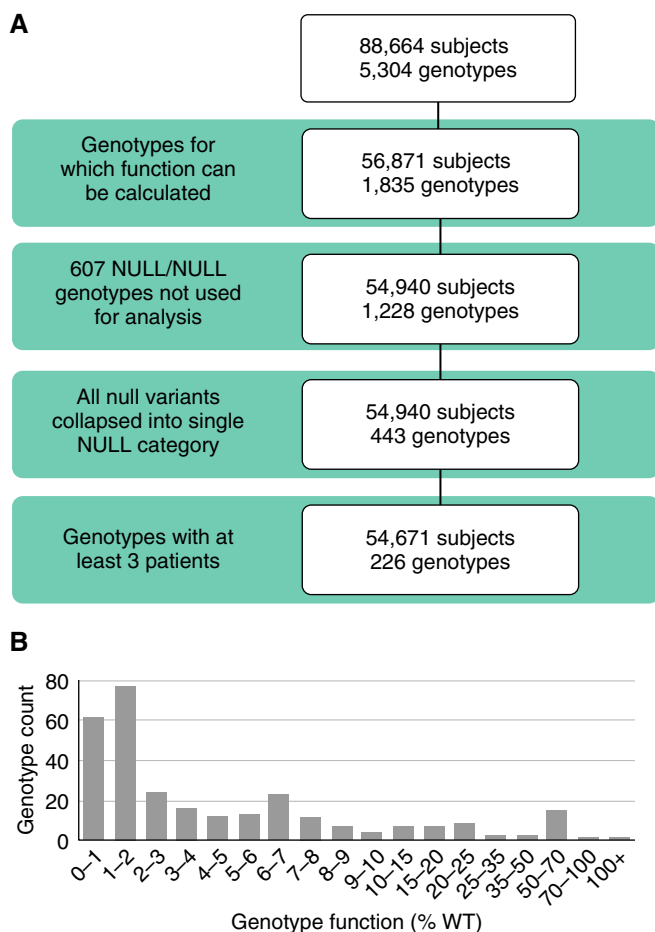 A
88,664 subjects
5,304 genotypes
Genotypes for
which function can
be calculated
56,871 subjects
1,835 genotypes
607 NULL/NULL
genotypes not used
for analysis
54,940 subjects
1,228 genotypes
All null variants
collapsed into single
NULL category
54,940 subjects
443 genotypes
Genotypes with at
least 3 patients
54,671 subjects
226 genotypes
B
Genotype count
80
60
40
20
0
0–1
1–2
2–3
3–4
4–5
5–6
6–7
7–8
8–9
9–10
10–15
15–20
20–25
25–35
35–50
50–70
70–100
100+
Genotype function (% WT)